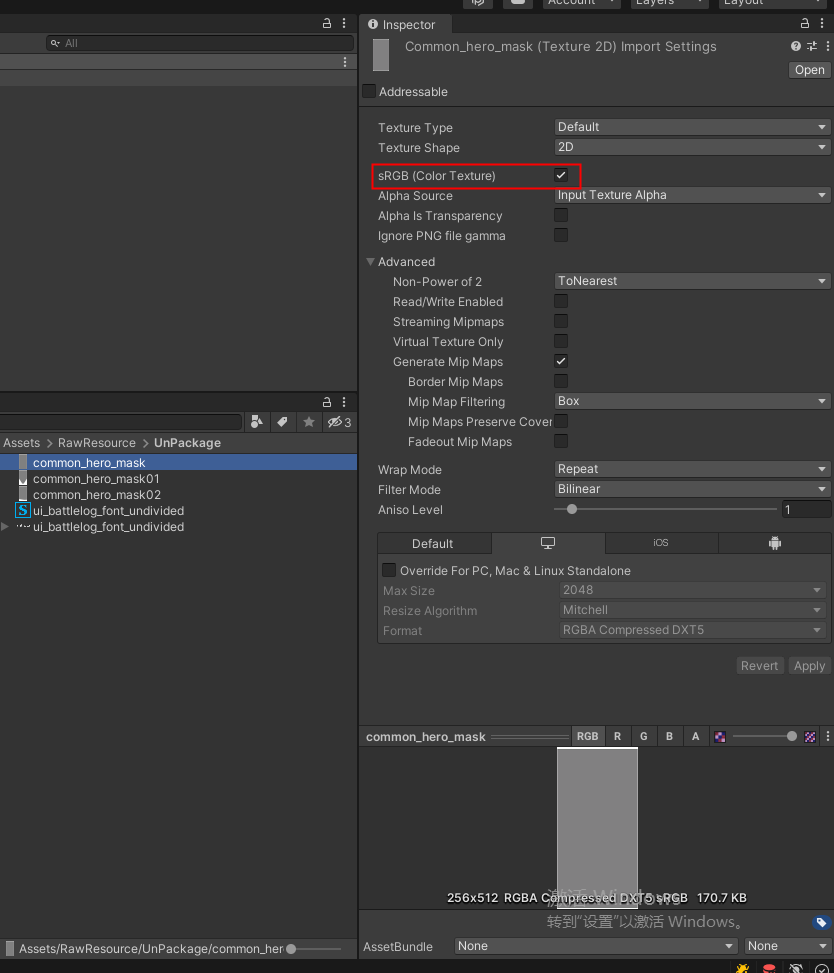 Account
Layers
Layout
All
Inspector
Common_hero_mask (Texture 2D) Import Settings
Open
Addressable
Texture Type Default
Texture Shape 2D
sRGB (Color Texture)
Alpha Source Input Texture Alpha
Alpha Is Transparency
Ignore PNG file gamma
Advanced
Non-Power of 2 ToNearest
Read/Write Enabled
Streaming Mipmaps
Virtual Texture Only
Generate Mip Maps
Border Mip Maps
Mip Map Filtering Box
Mip Maps Preserve Cover
Fadeout Mip Maps
Wrap Mode Repeat
Filter Mode Bilinear
Aniso Level 1
Default iOS
Override For PC, Mac & Linux Standalone
Max Size 2048
Resize Algorithm Mitchell
Format RGBA Compressed DXT5
Revert Apply
3
Assets > RawResource > UnPackage
common_hero_mask
common_hero_mask01
common_hero_mask02
S ui_battlelog_font_undivided
ui_battlelog_font_undivided
common_hero_mask RGB R G B A
256x512 RGBA Compressed DXT5 sRGB 170.7 KB
激活 Windows
转到“设置”以激活 Windows。
Assets/RawResource/UnPackage/common_her
AssetBundle None None